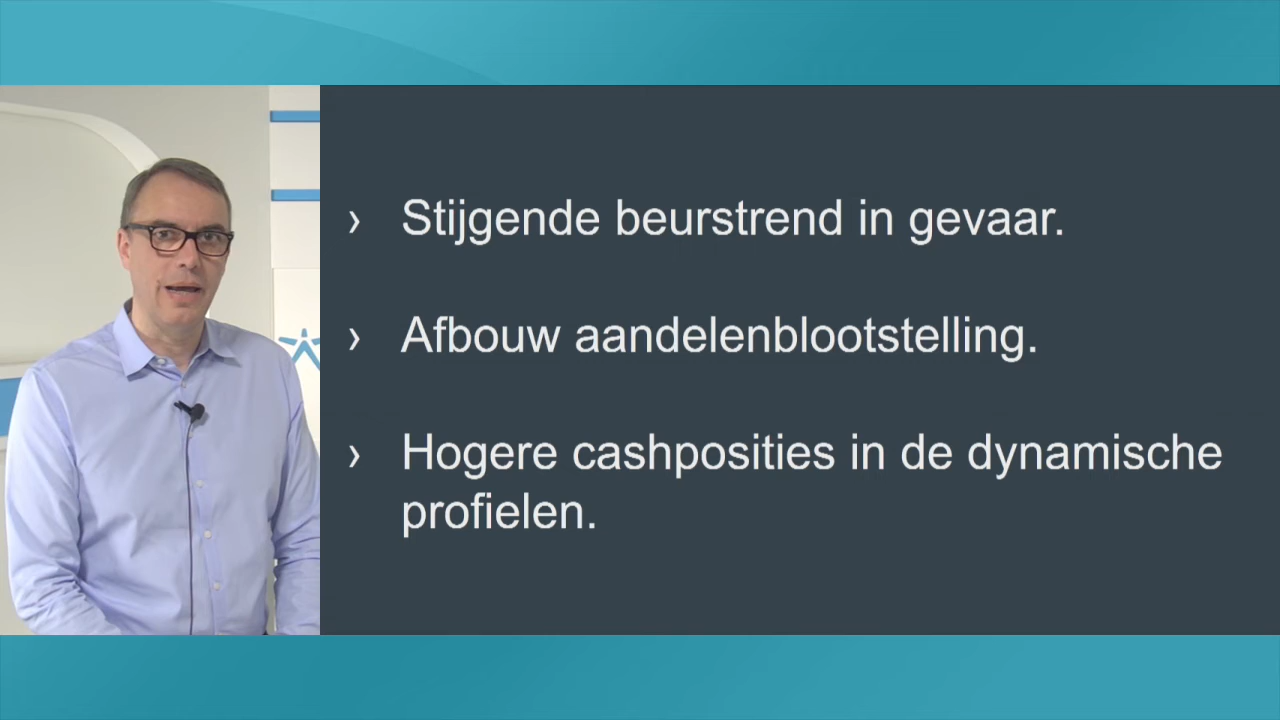 › Stijgende beurstrend in gevaar.
› Afbouw aandelenblootstelling.
› Hogere cashposities in de dynamische
profielen.